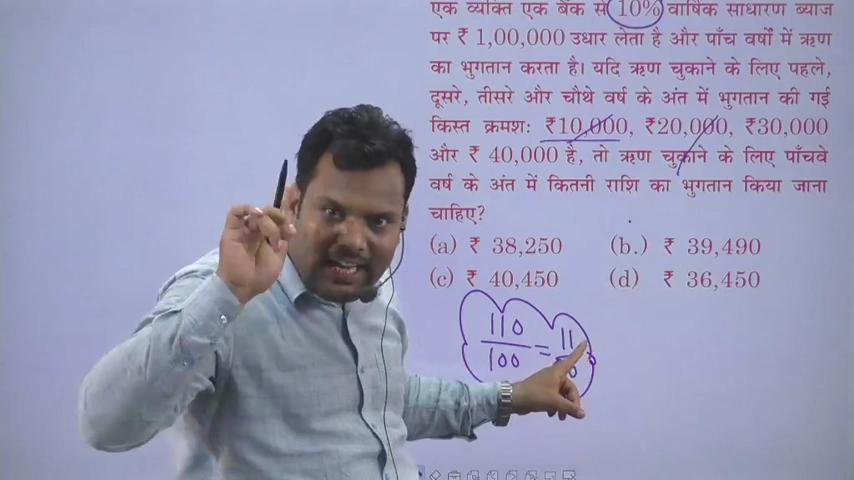 एक व्यक्ति एक बैंक से 10% वार्षिक साधारण ब्याज
पर ₹ 1,00,000 उधार लेता है और पाँच वर्षों में ऋण
का भुगतान करता है। यदि ऋण चुकाने के लिए पहले,
दूसरे, तीसरे और चौथे वर्ष के अंत में भुगतान की गई
किस्त क्रमशः ₹10,000, ₹20,000, ₹30,000
और ₹ 40,000 है, तो ऋण चुकाने के लिए पाँचवे
वर्ष के अंत में कितनी राशि का भुगतान किया जाना
चाहिए?
(a) ₹ 38,250 (b.) ₹ 39,490
(c) ₹ 40,450 (d) ₹ 36,450
110/100 = 11